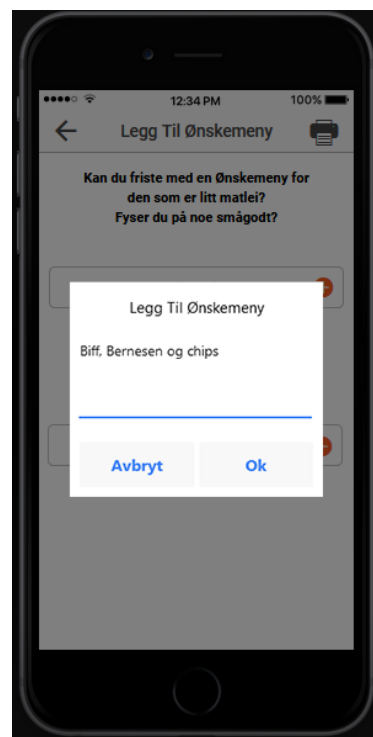 12:34 PM 100%
Legg Til Ønskemeny
Kan du friste med en Ønskemeny for
den som er litt matlei?
Fyser du på noe smågodt?
Legg Til Ønskemeny
Biff, Bernesen og chips
Avbryt Ok